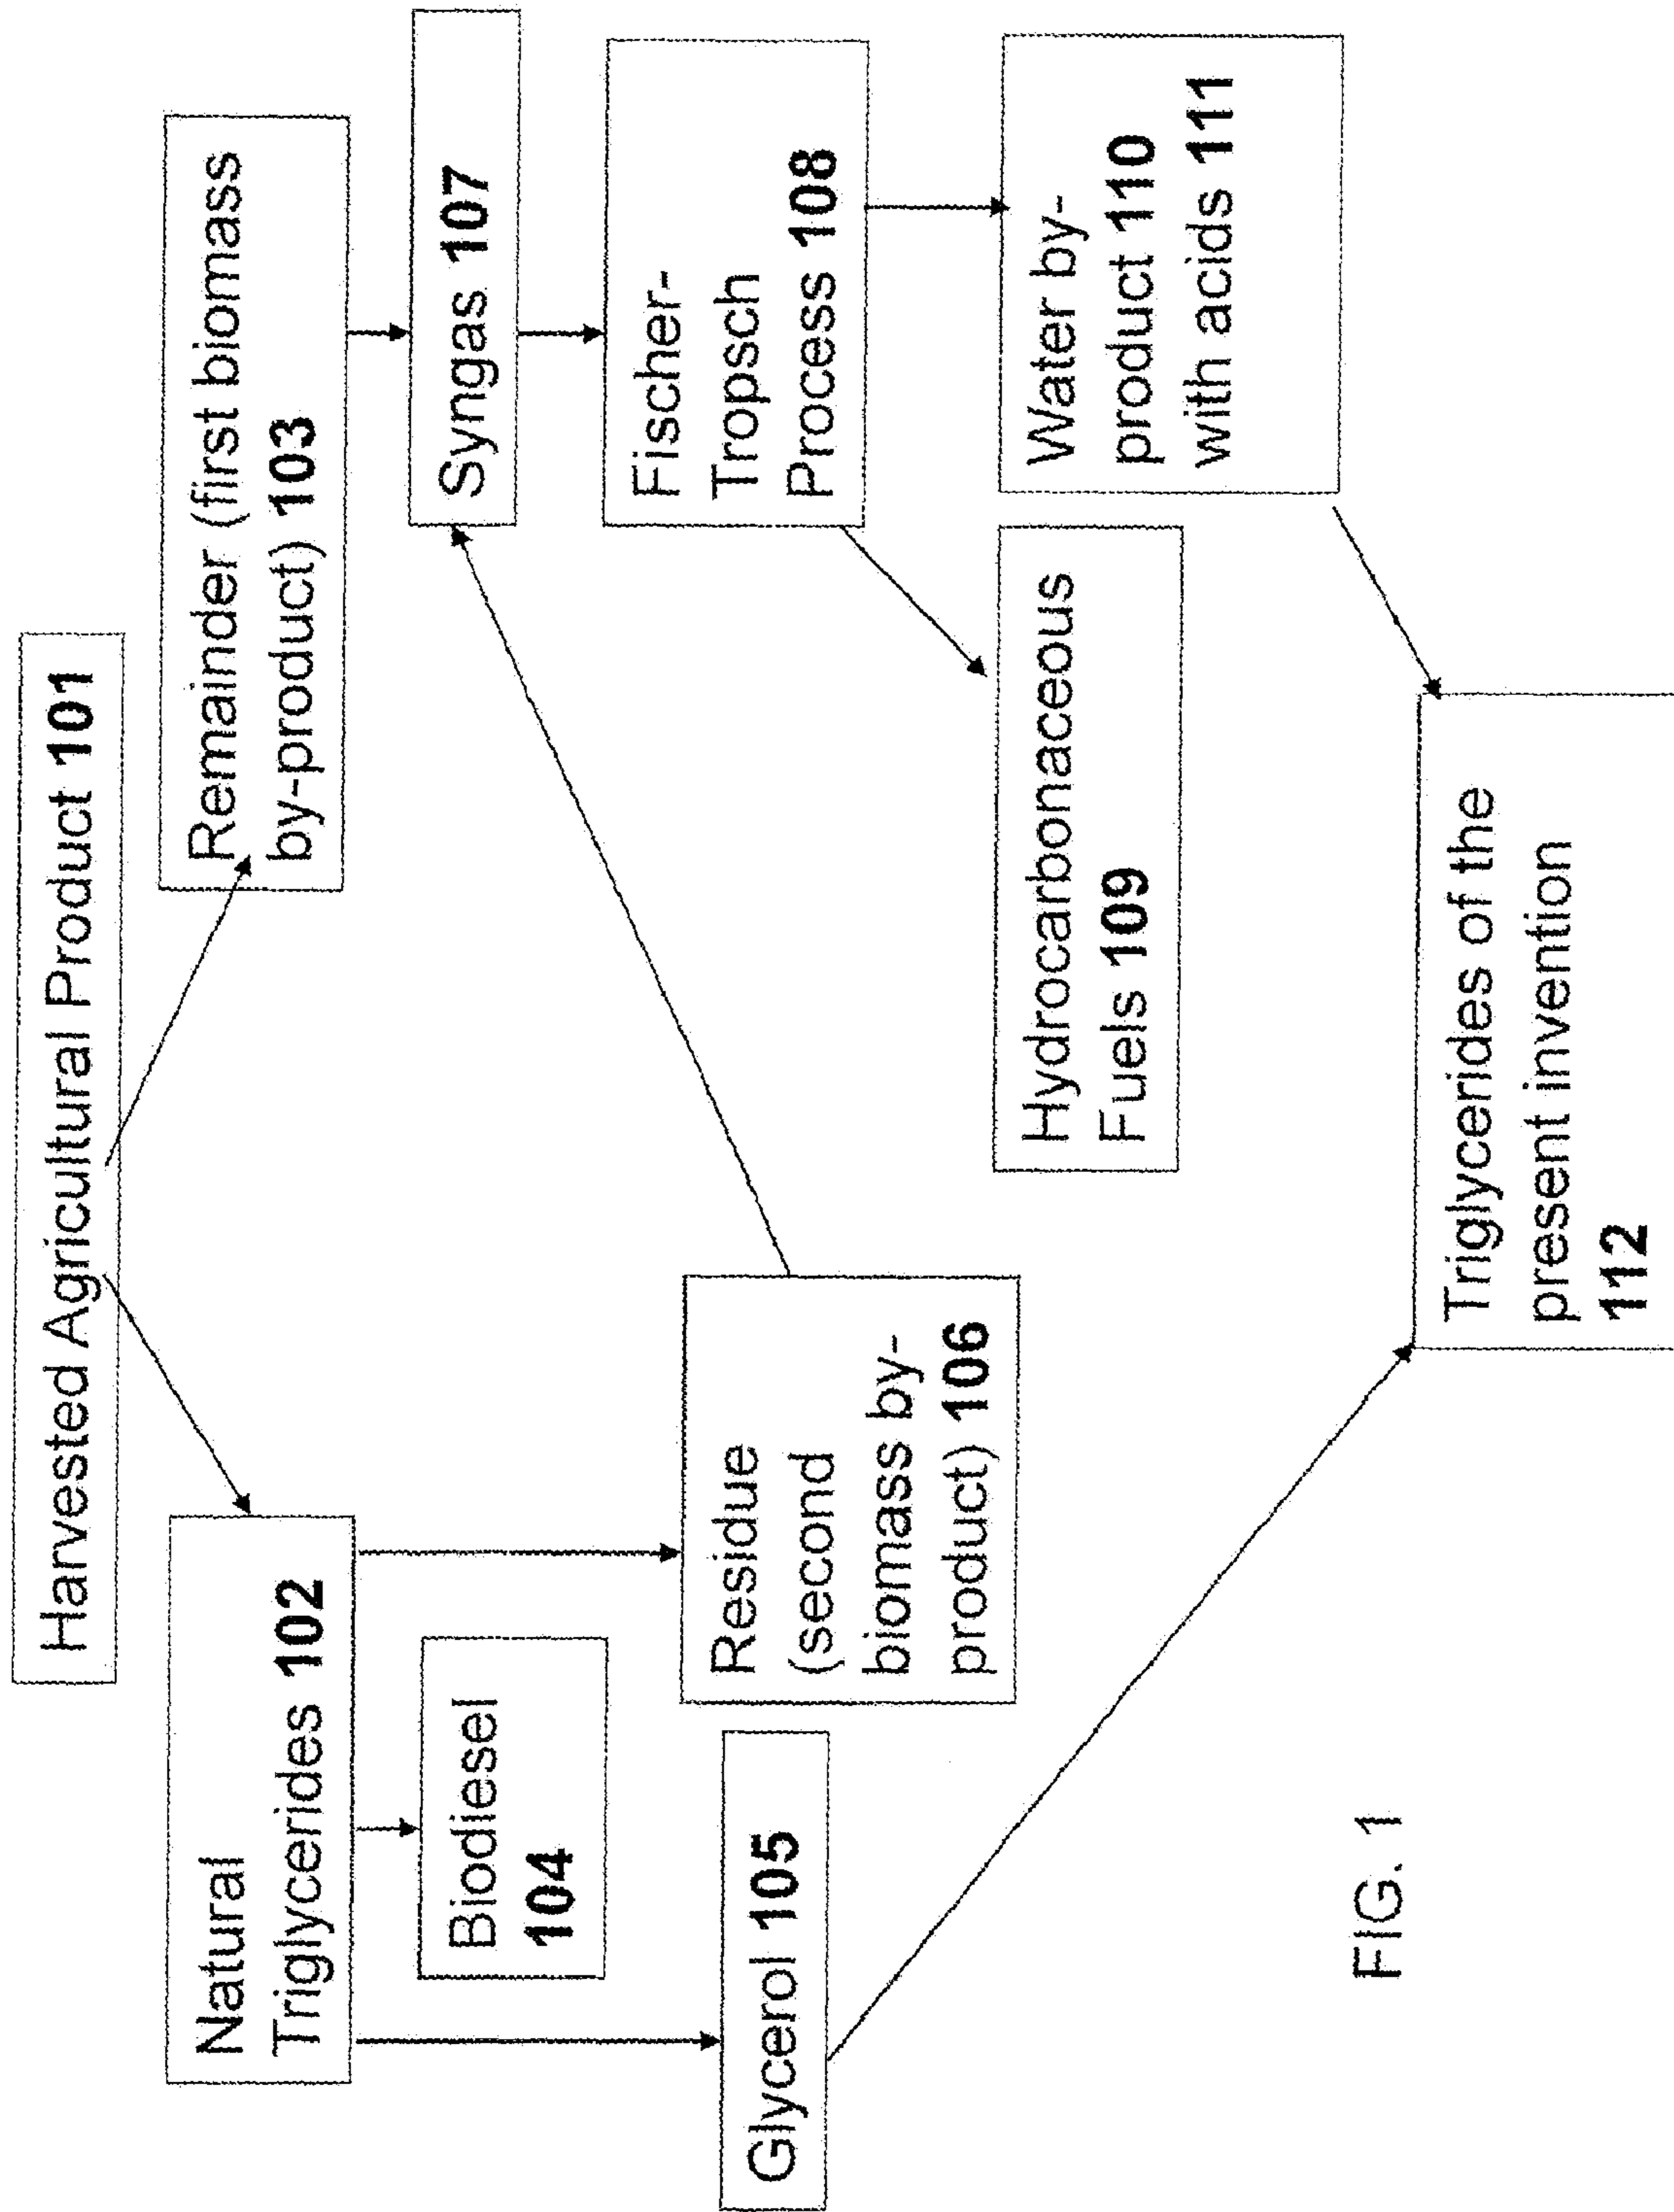 Harvested Agricultural Product 101
Natural
Triglycerides 102
Remainder (first biomass
by-product) 103
Biodiesel
104
Syngas 107
Glycerol 105
Residue
(second
biomass by-
product) 106
Fischer-
Tropsch
Process 108
Hydrocarbonaceous
Fuels 109
Water by-
product 110
with acids 111
Triglycerides of the
present invention
112
FIG. 1